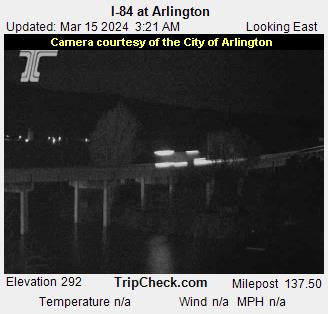 I-84 at Arlington
Updated: Mar 15 2024 3:21 AM Looking East
Camera courtesy of the City of Arlington
Elevation 292 TripCheck.com Milepost 137.50
Temperature n/a Wind n/a MPH n/a